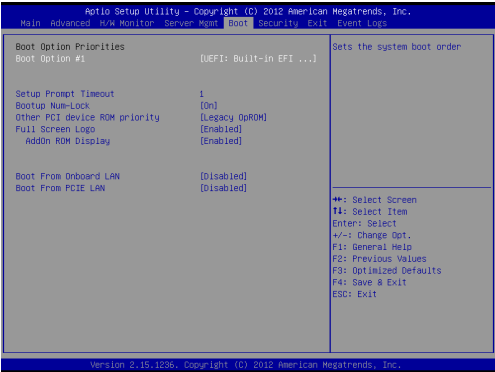 Aptio Setup Utility - Copyright (C) 2012 American Megatrends, Inc.
Main Advanced H/W Monitor Server Mgmt Boot Security Exit Event Logs
Boot Option Priorities
Boot Option #1 [UEFI: Built-in EFI ...]
Setup Prompt Timeout 1
Bootup Num-Lock [On]
Other PCI device ROM priority [Legacy OpROM]
Full Screen Logo [Enabled]
AddOn ROM Display [Enabled]
Boot From Onboard LAN [Disabled]
Boot From PCIE LAN [Disabled]
Sets the system boot order
→←: Select Screen
↑↓: Select Item
Enter: Select
+/-: Change Opt.
F1: General Help
F2: Previous Values
F3: Optimized Defaults
F4: Save & Exit
ESC: Exit
Version 2.15.1236. Copyright (C) 2012 American Megatrends, Inc.